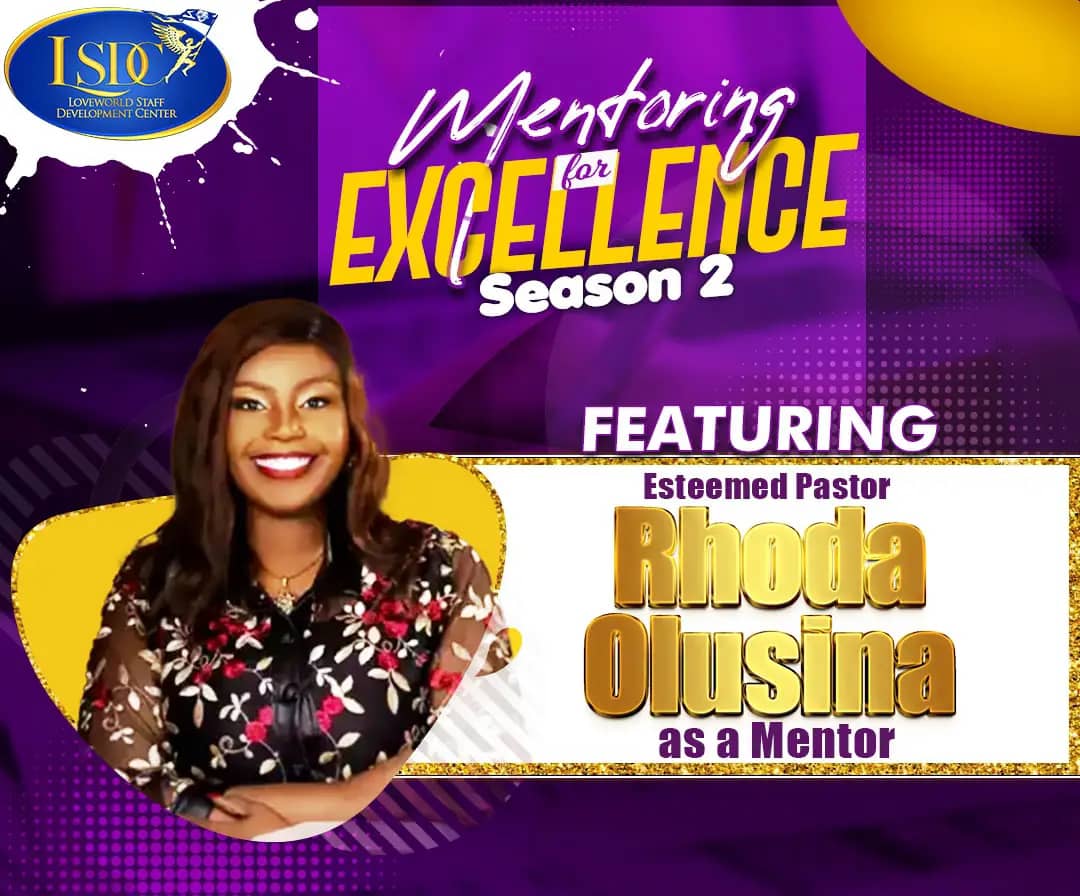 LSDC
LOVEWORLD STAFF
DEVELOPMENT CENTER
Mentoring
for
EXCELLENCE
Season 2
FEATURING
Esteemed Pastor
Rhoda
Olusina
as a Mentor